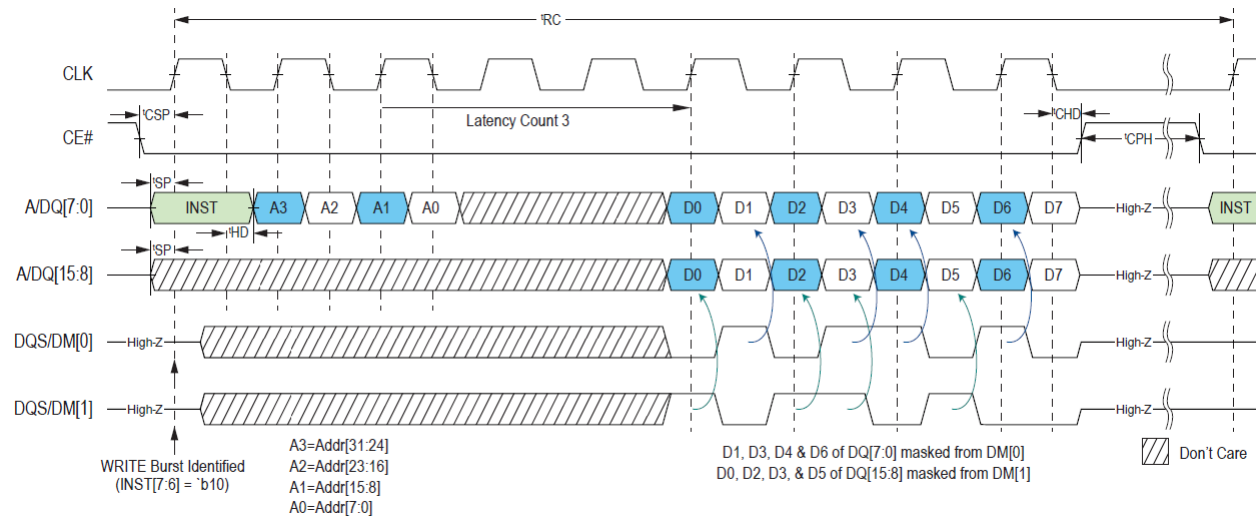 tRC
CLK
tCSP
Latency Count 3
tCHD
CE#
tCPH
tSP
A/DQ[7:0] INST A3 A2 A1 A0 D0 D1 D2 D3 D4 D5 D6 D7 High-Z INST
tHD
tSP
A/DQ[15:8] D0 D1 D2 D3 D4 D5 D6 D7 High-Z
DQS/DM[0] High-Z High-Z
DQS/DM[1] High-Z High-Z
WRITE Burst Identified
(INST[7:6] = `b10)
A3=Addr[31:24]
A2=Addr[23:16]
A1=Addr[15:8]
A0=Addr[7:0]
D1, D3, D4 & D6 of DQ[7:0] masked from DM[0]
D0, D2, D3, & D5 of DQ[15:8] masked from DM[1]
Don't Care